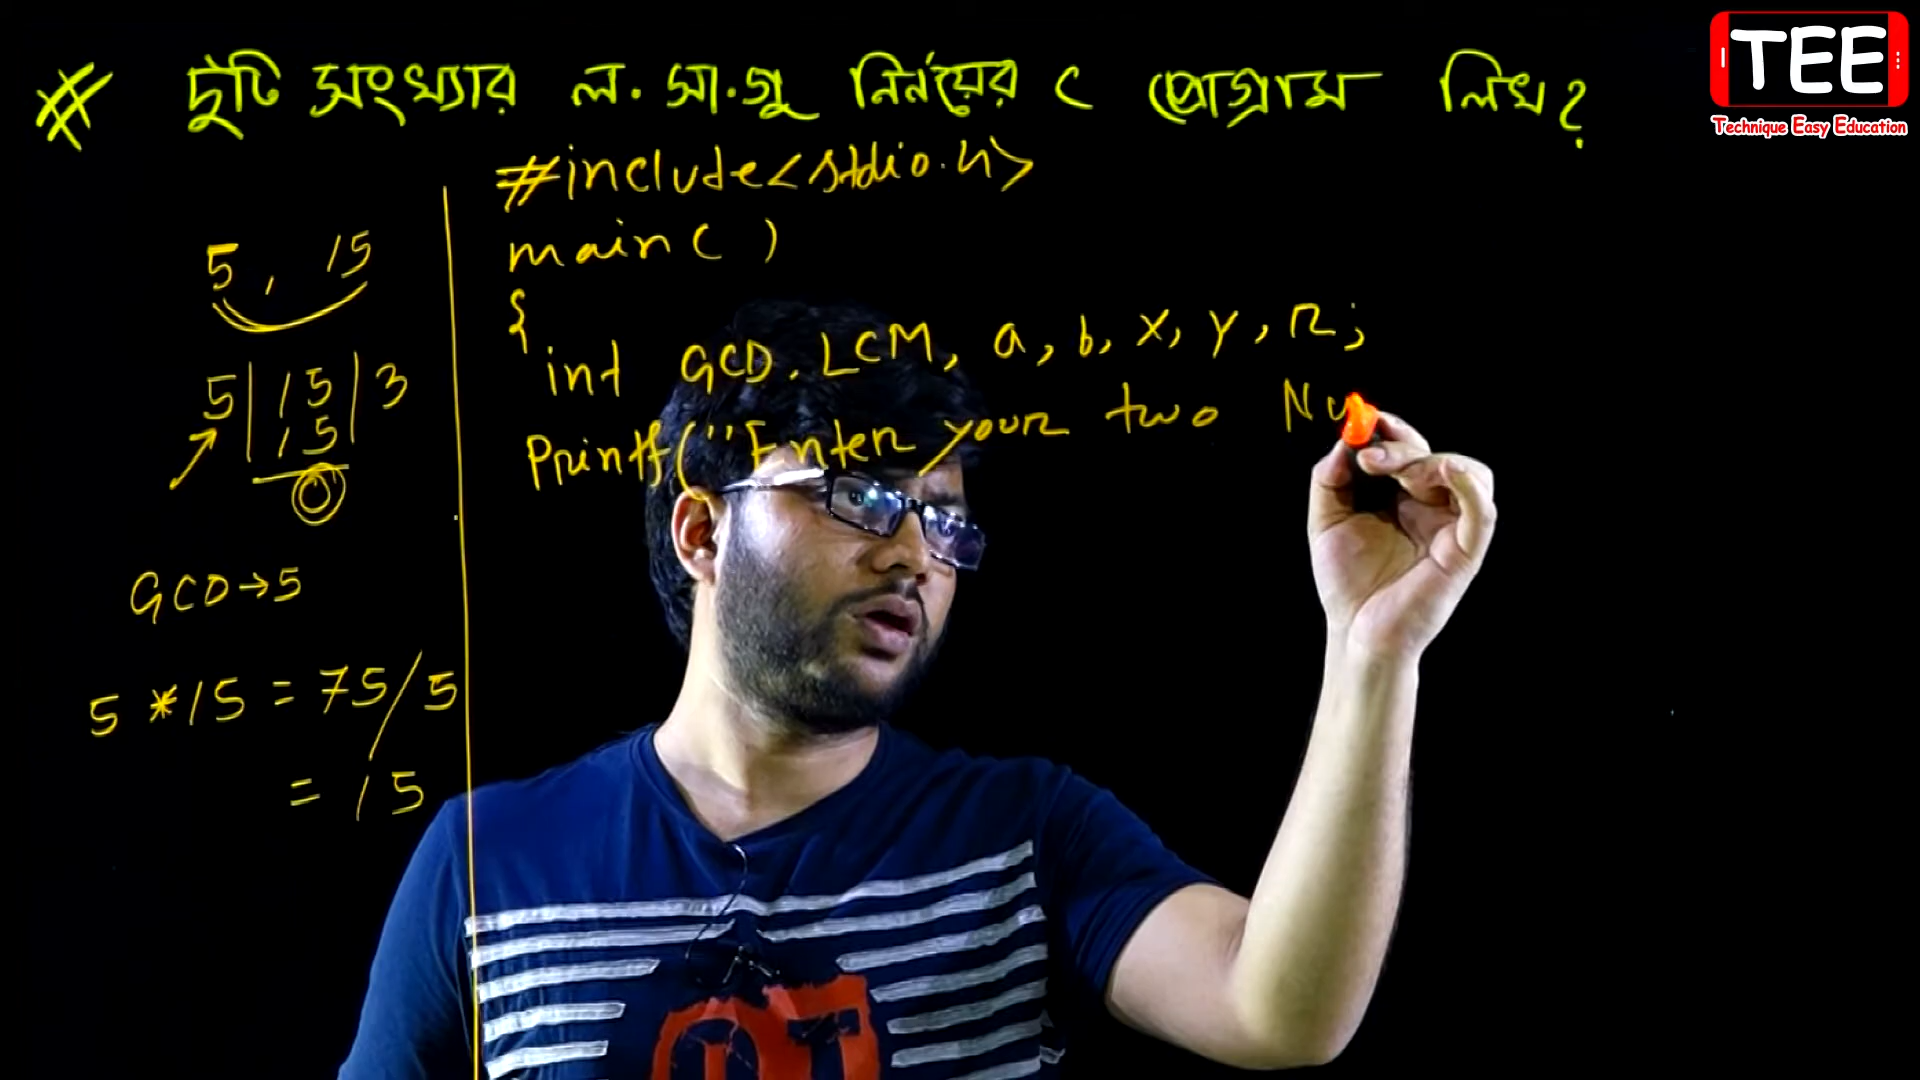 # দুটি সংখ্যার ল.সা.গু নির্নয়ের C প্রোগ্রাম লিখ?
TEE
Technique Easy Education
5, 15
5|15|3
15
0
GCD→5
5*15=75/5
=15
#include<stdio.h>
main( )
{
int GCD, LCM, a, b, x, y, r;
Printf("Enter your two Nu